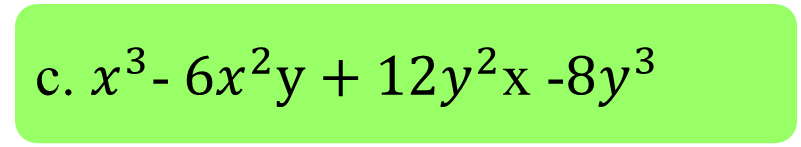 c. x³- 6x²y + 12y²x -8y³